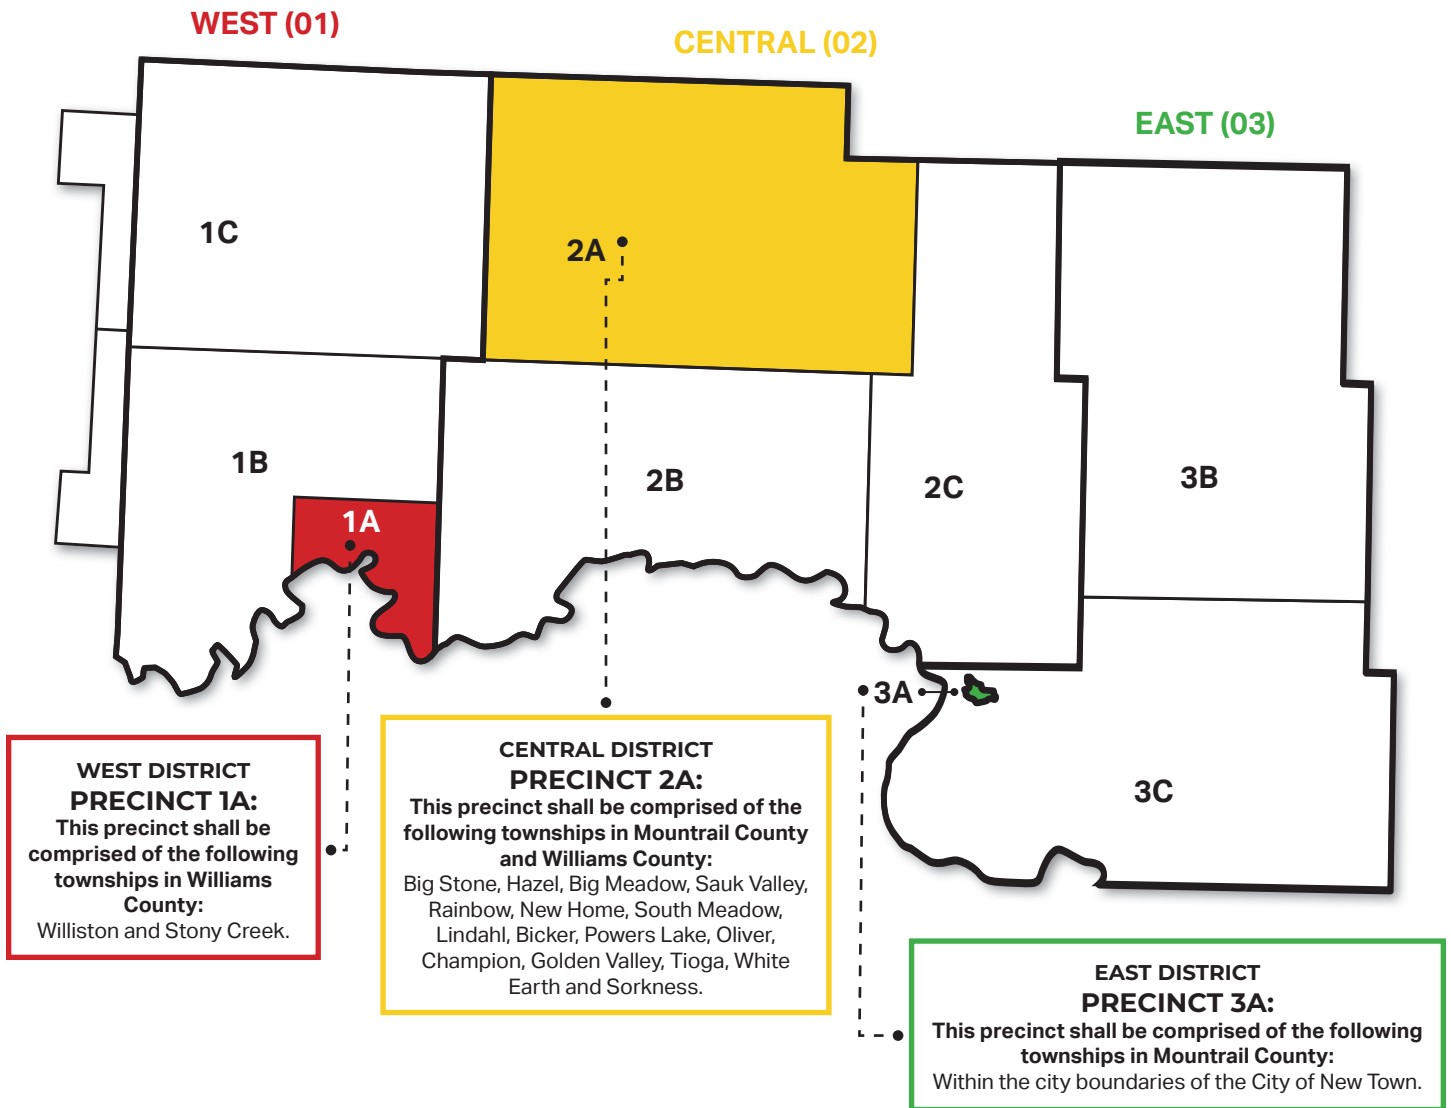 WEST (01)
CENTRAL (02)
EAST (03)
1C
2A
1B
2B
2C
3B
1A
3A
3C
WEST DISTRICT
PRECINCT 1A:
This precinct shall be
comprised of the following
townships in Williams
County:
Williston and Stony Creek.
CENTRAL DISTRICT
PRECINCT 2A:
This precinct shall be comprised of the
following townships in Mountrail County
and Williams County:
Big Stone, Hazel, Big Meadow, Sauk Valley,
Rainbow, New Home, South Meadow,
Lindahl, Bicker, Powers Lake, Oliver,
Champion, Golden Valley, Tioga, White
Earth and Sorkness.
EAST DISTRICT
PRECINCT 3A:
This precinct shall be comprised of the following
townships in Mountrail County:
Within the city boundaries of the City of New Town.